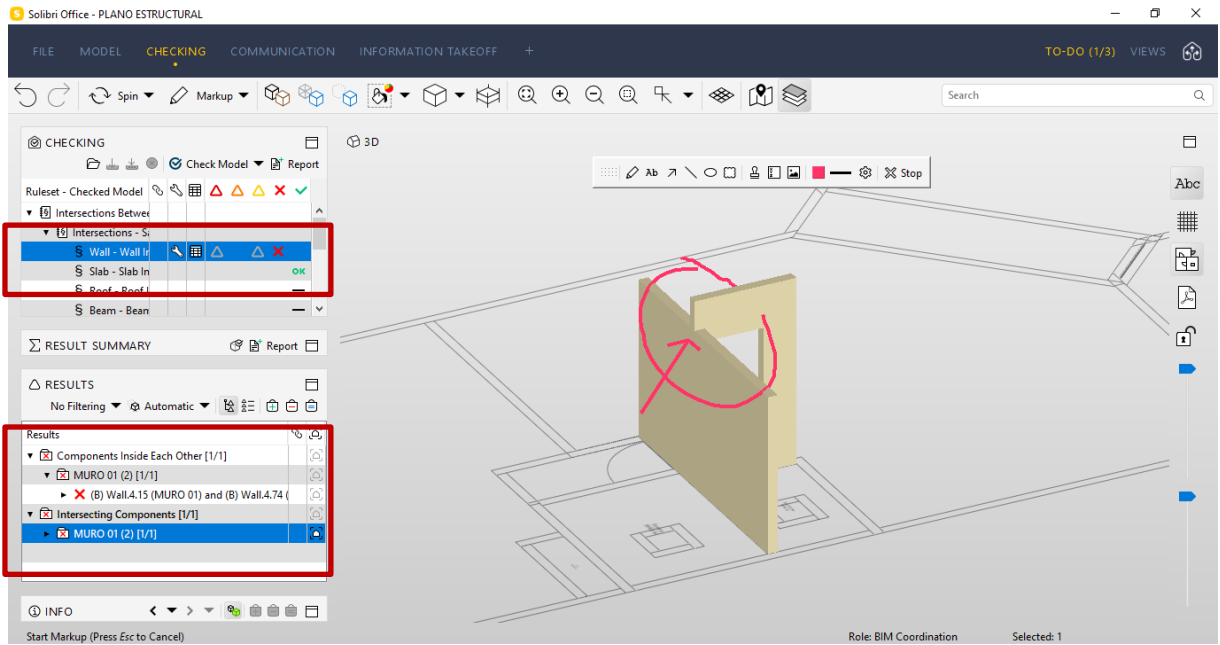 Solibri Office - PLANO ESTRUCTURAL
FILE MODEL CHECKING COMMUNICATION INFORMATION TAKEOFF + TO-DO (1/3) VIEWS
Spin Markup Search
CHECKING 3D
Check Model Report
Ab Stop
Ruleset - Checked Model
Abc
Intersections Betwee
Intersections - Sa
§ Wall - Wall In
§ Slab - Slab In OK
§ Roof - Roof I
§ Beam - Bean
RESULT SUMMARY Report
RESULTS
No Filtering Automatic
Results
Components Inside Each Other [1/1]
MURO 01 (2) [1/1]
(B) Wall.4.15 (MURO 01) and (B) Wall.4.74 (
Intersecting Components [1/1]
MURO 01 (2) [1/1]
INFO
Start Markup (Press Esc to Cancel) Role: BIM Coordination Selected: 1